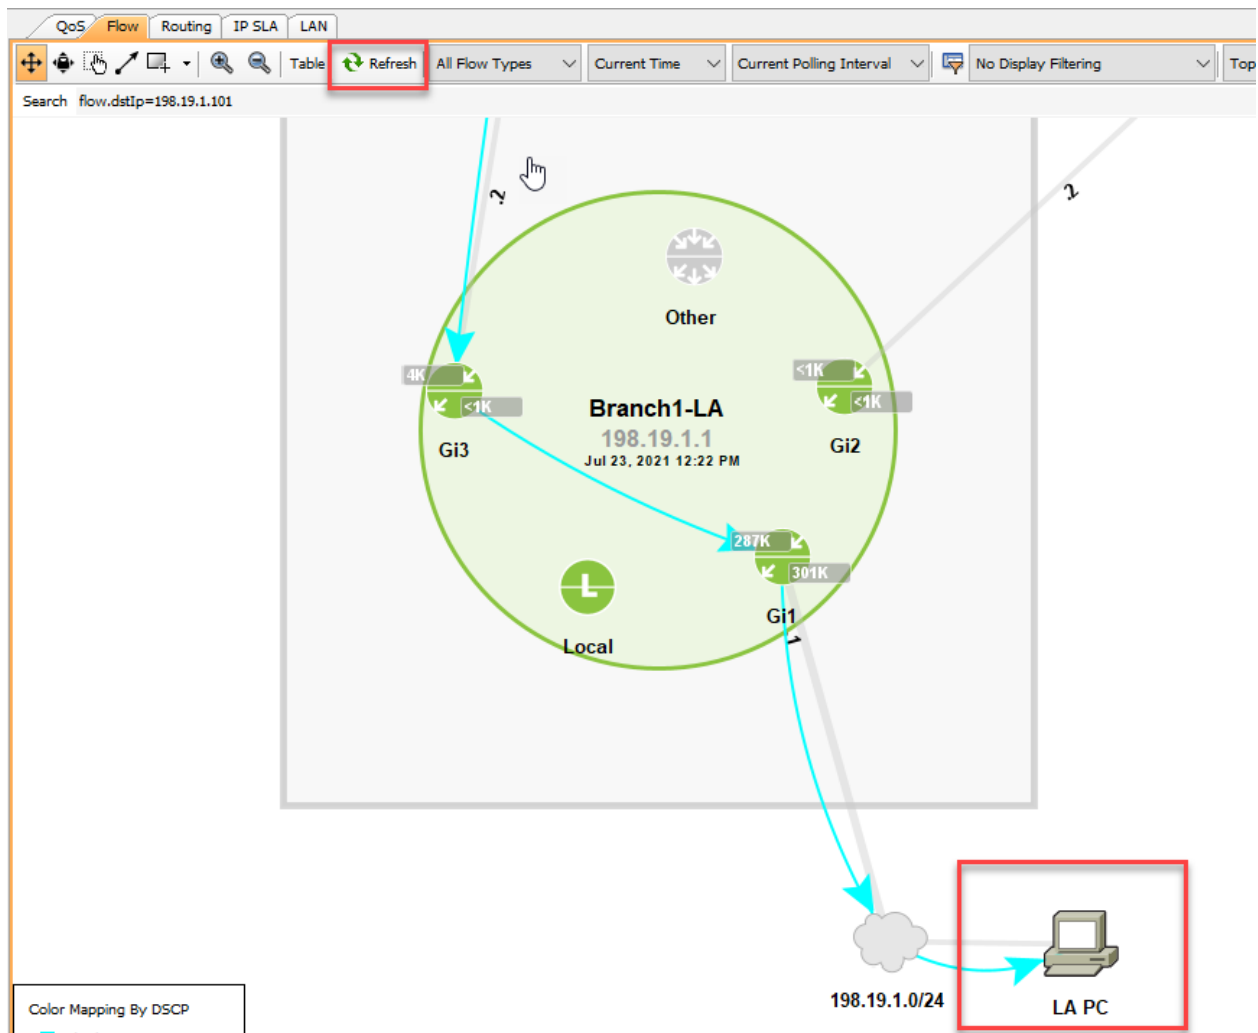 QoS Flow Routing IP SLA LAN
Table Refresh All Flow Types Current Time Current Polling Interval No Display Filtering Top
Search flow.dstIp=198.19.1.101
.2
.2
Other
4K
<1K
<1K
<1K
Branch1-LA
198.19.1.1
Jul 23, 2021 12:22 PM
Gi3
Gi2
287K
301K
L
Gi1
.1
Local
198.19.1.0/24
LA PC
Color Mapping By DSCP